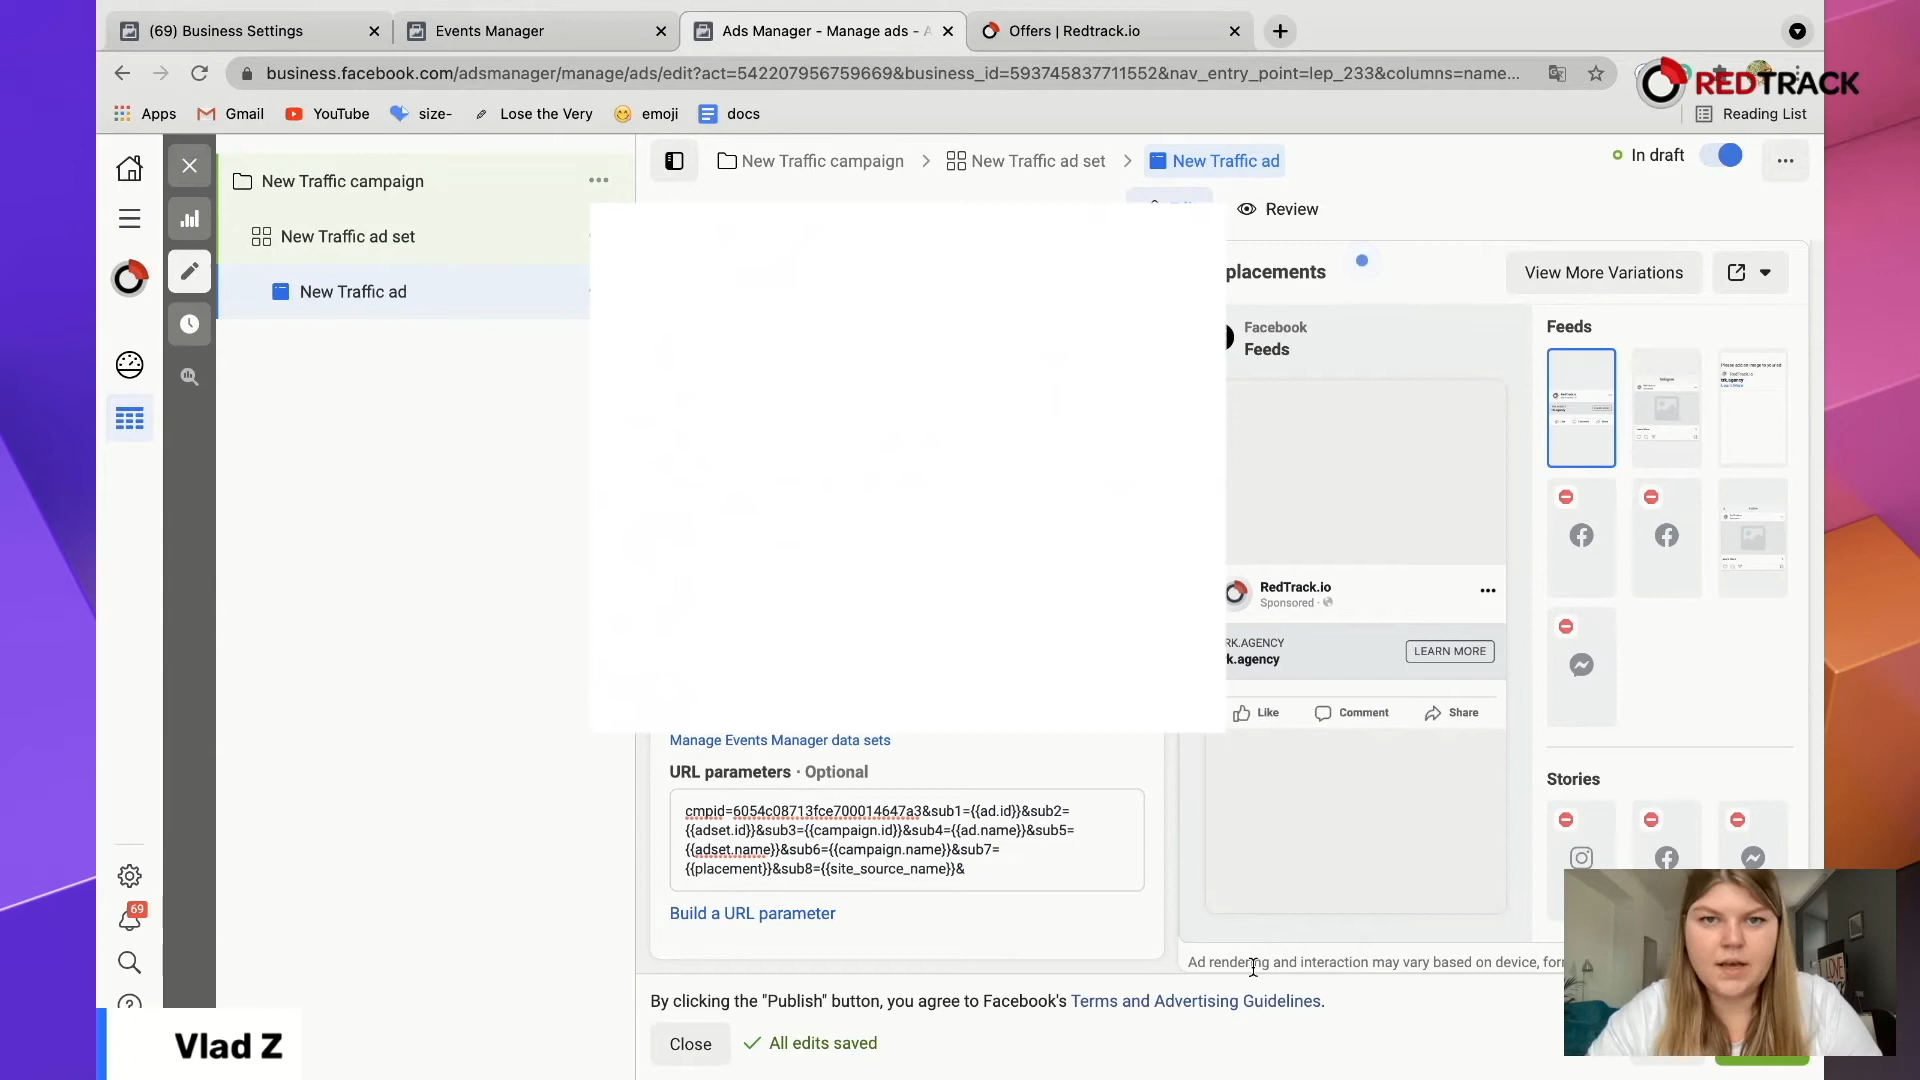 (69) Business Settings
Events Manager
Ads Manager - Manage ads - A
Offers | Redtrack.io
business.facebook.com/adsmanager/manage/ads/edit?act=542207956759669&business_id=593745837711552&nav_entry_point=lep_233&columns=name...
REDTRACK
Apps
Gmail
YouTube
size-
Lose the Very
emoji
docs
Reading List
New Traffic campaign
New Traffic ad set
New Traffic ad
New Traffic campaign
New Traffic ad set
New Traffic ad
In draft
Review
placements
View More Variations
Facebook
Feeds
Feeds
RedTrack.io
Sponsored ·
RK.AGENCY
k.agency
LEARN MORE
Like
Comment
Share
Stories
Manage Events Manager data sets
URL parameters · Optional
cmpid=6054c08713fce700014647a3&sub1={{ad.id}}&sub2=
{{adset.id}}&sub3={{campaign.id}}&sub4={{ad.name}}&sub5=
{{adset.name}}&sub6={{campaign.name}}&sub7=
{{placement}}&sub8={{site_source_name}}&
Build a URL parameter
Ad rendering and interaction may vary based on device, for
By clicking the "Publish" button, you agree to Facebook's Terms and Advertising Guidelines.
Close
All edits saved
69
Vlad Z